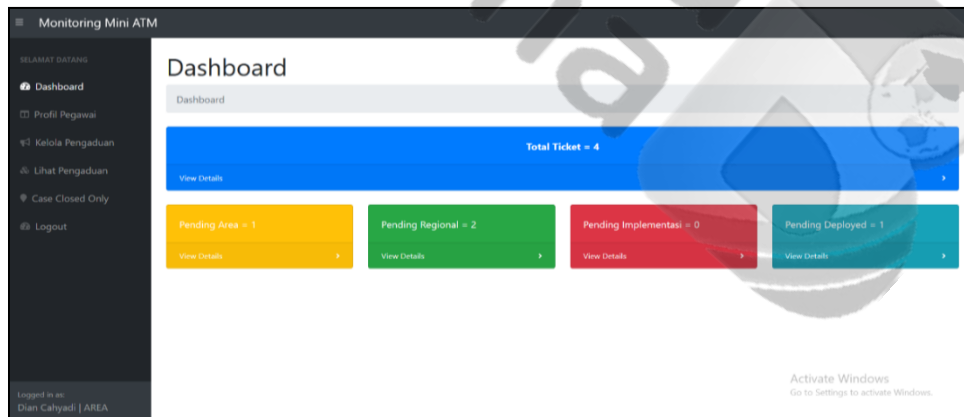 Monitoring Mini ATM
SELAMAT DATANG
Dashboard
Profil Pegawai
Kelola Pengaduan
Lihat Pengaduan
Case Closed Only
Logout
Logged in as:
Dian Cahyadi | AREA
Dashboard
Dashboard
Total Ticket = 4
View Details
Pending Area = 1
View Details
Pending Regional = 2
View Details
Pending Implementasi = 0
View Details
Pending Deployed = 1
View Details
Activate Windows
Go to Settings to activate Windows.